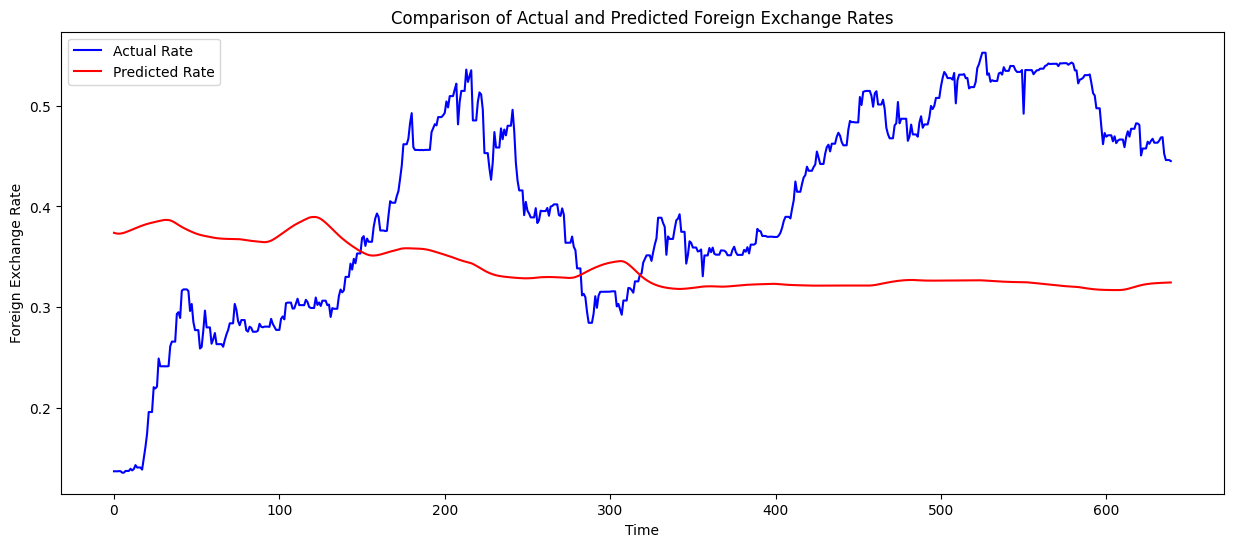 Comparison of Actual and Predicted Foreign Exchange Rates
Actual Rate
Predicted Rate
Foreign Exchange Rate
0.5
0.4
0.3
0.2
0 100 200 300 400 500 600
Time